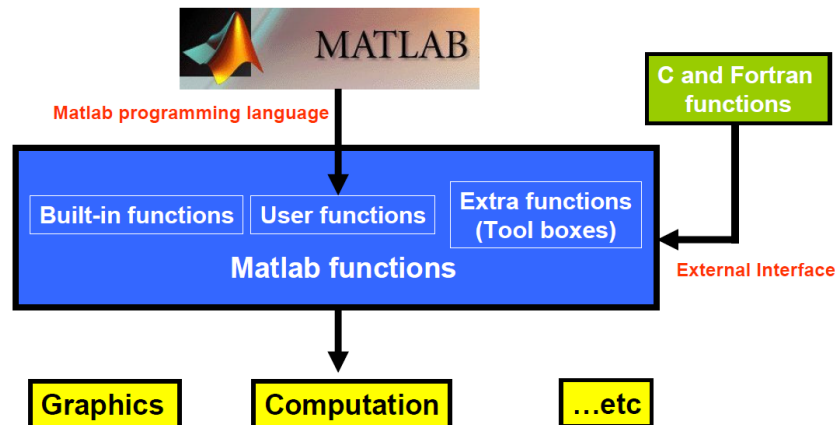 MATLAB
C and Fortran
functions
Matlab programming language
Built-in functions
User functions
Extra functions
(Tool boxes)
Matlab functions
External Interface
Graphics
Computation
...etc